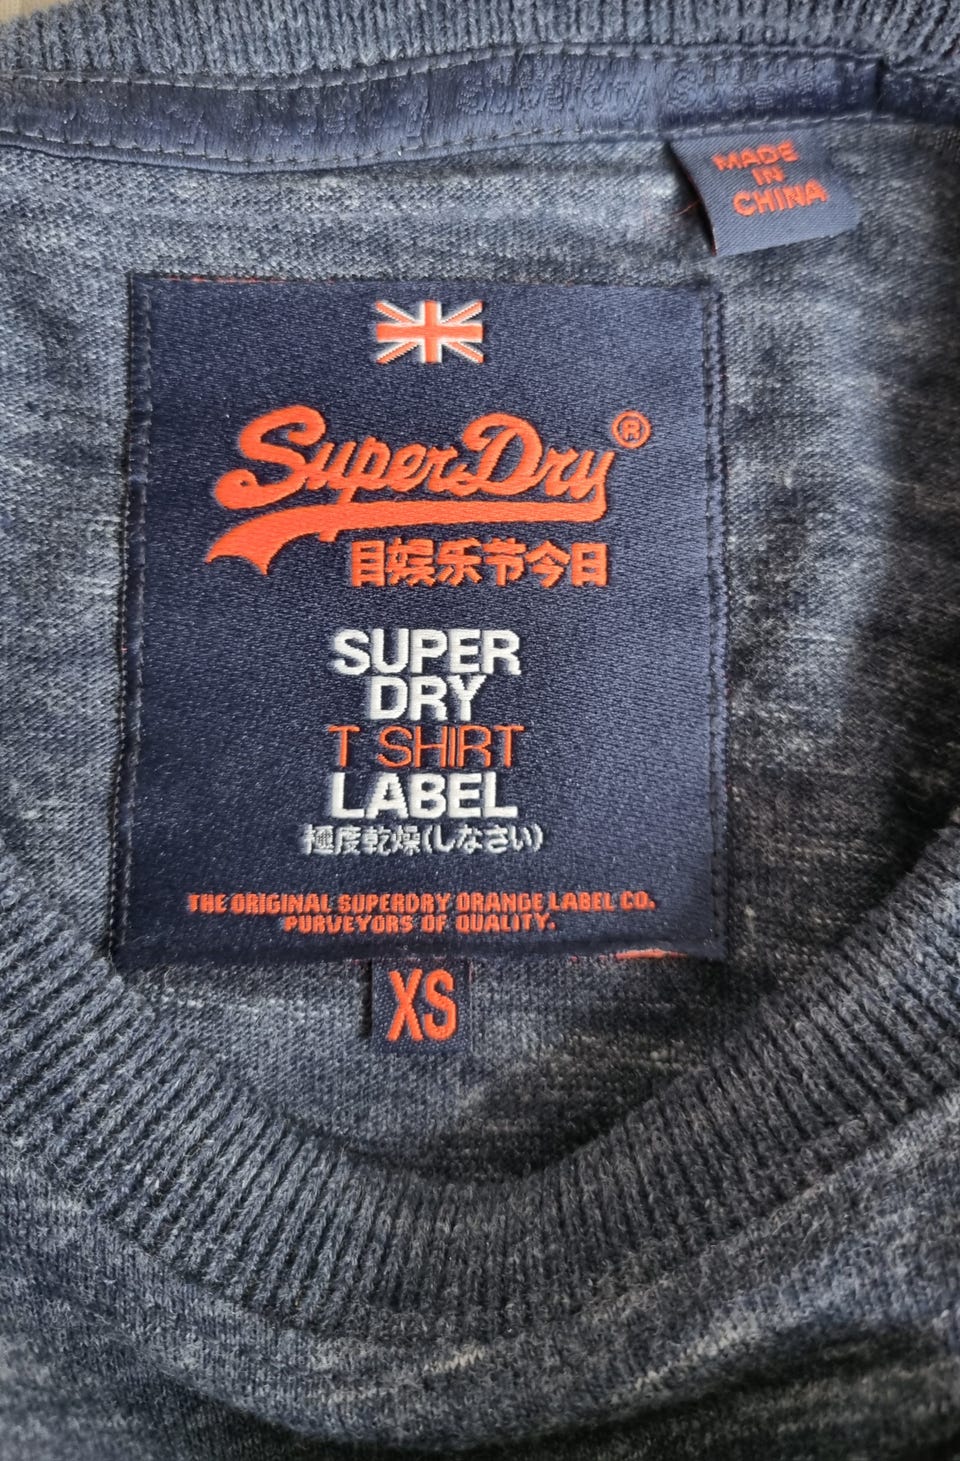 MADE
IN
CHINA
SuperDry®
目娱乐节今日
SUPER
DRY
T SHIRT
LABEL
極度乾燥(しなさい)
THE ORIGINAL SUPERDRY ORANGE LABEL CO.
PURVEYORS OF QUALITY.
XS